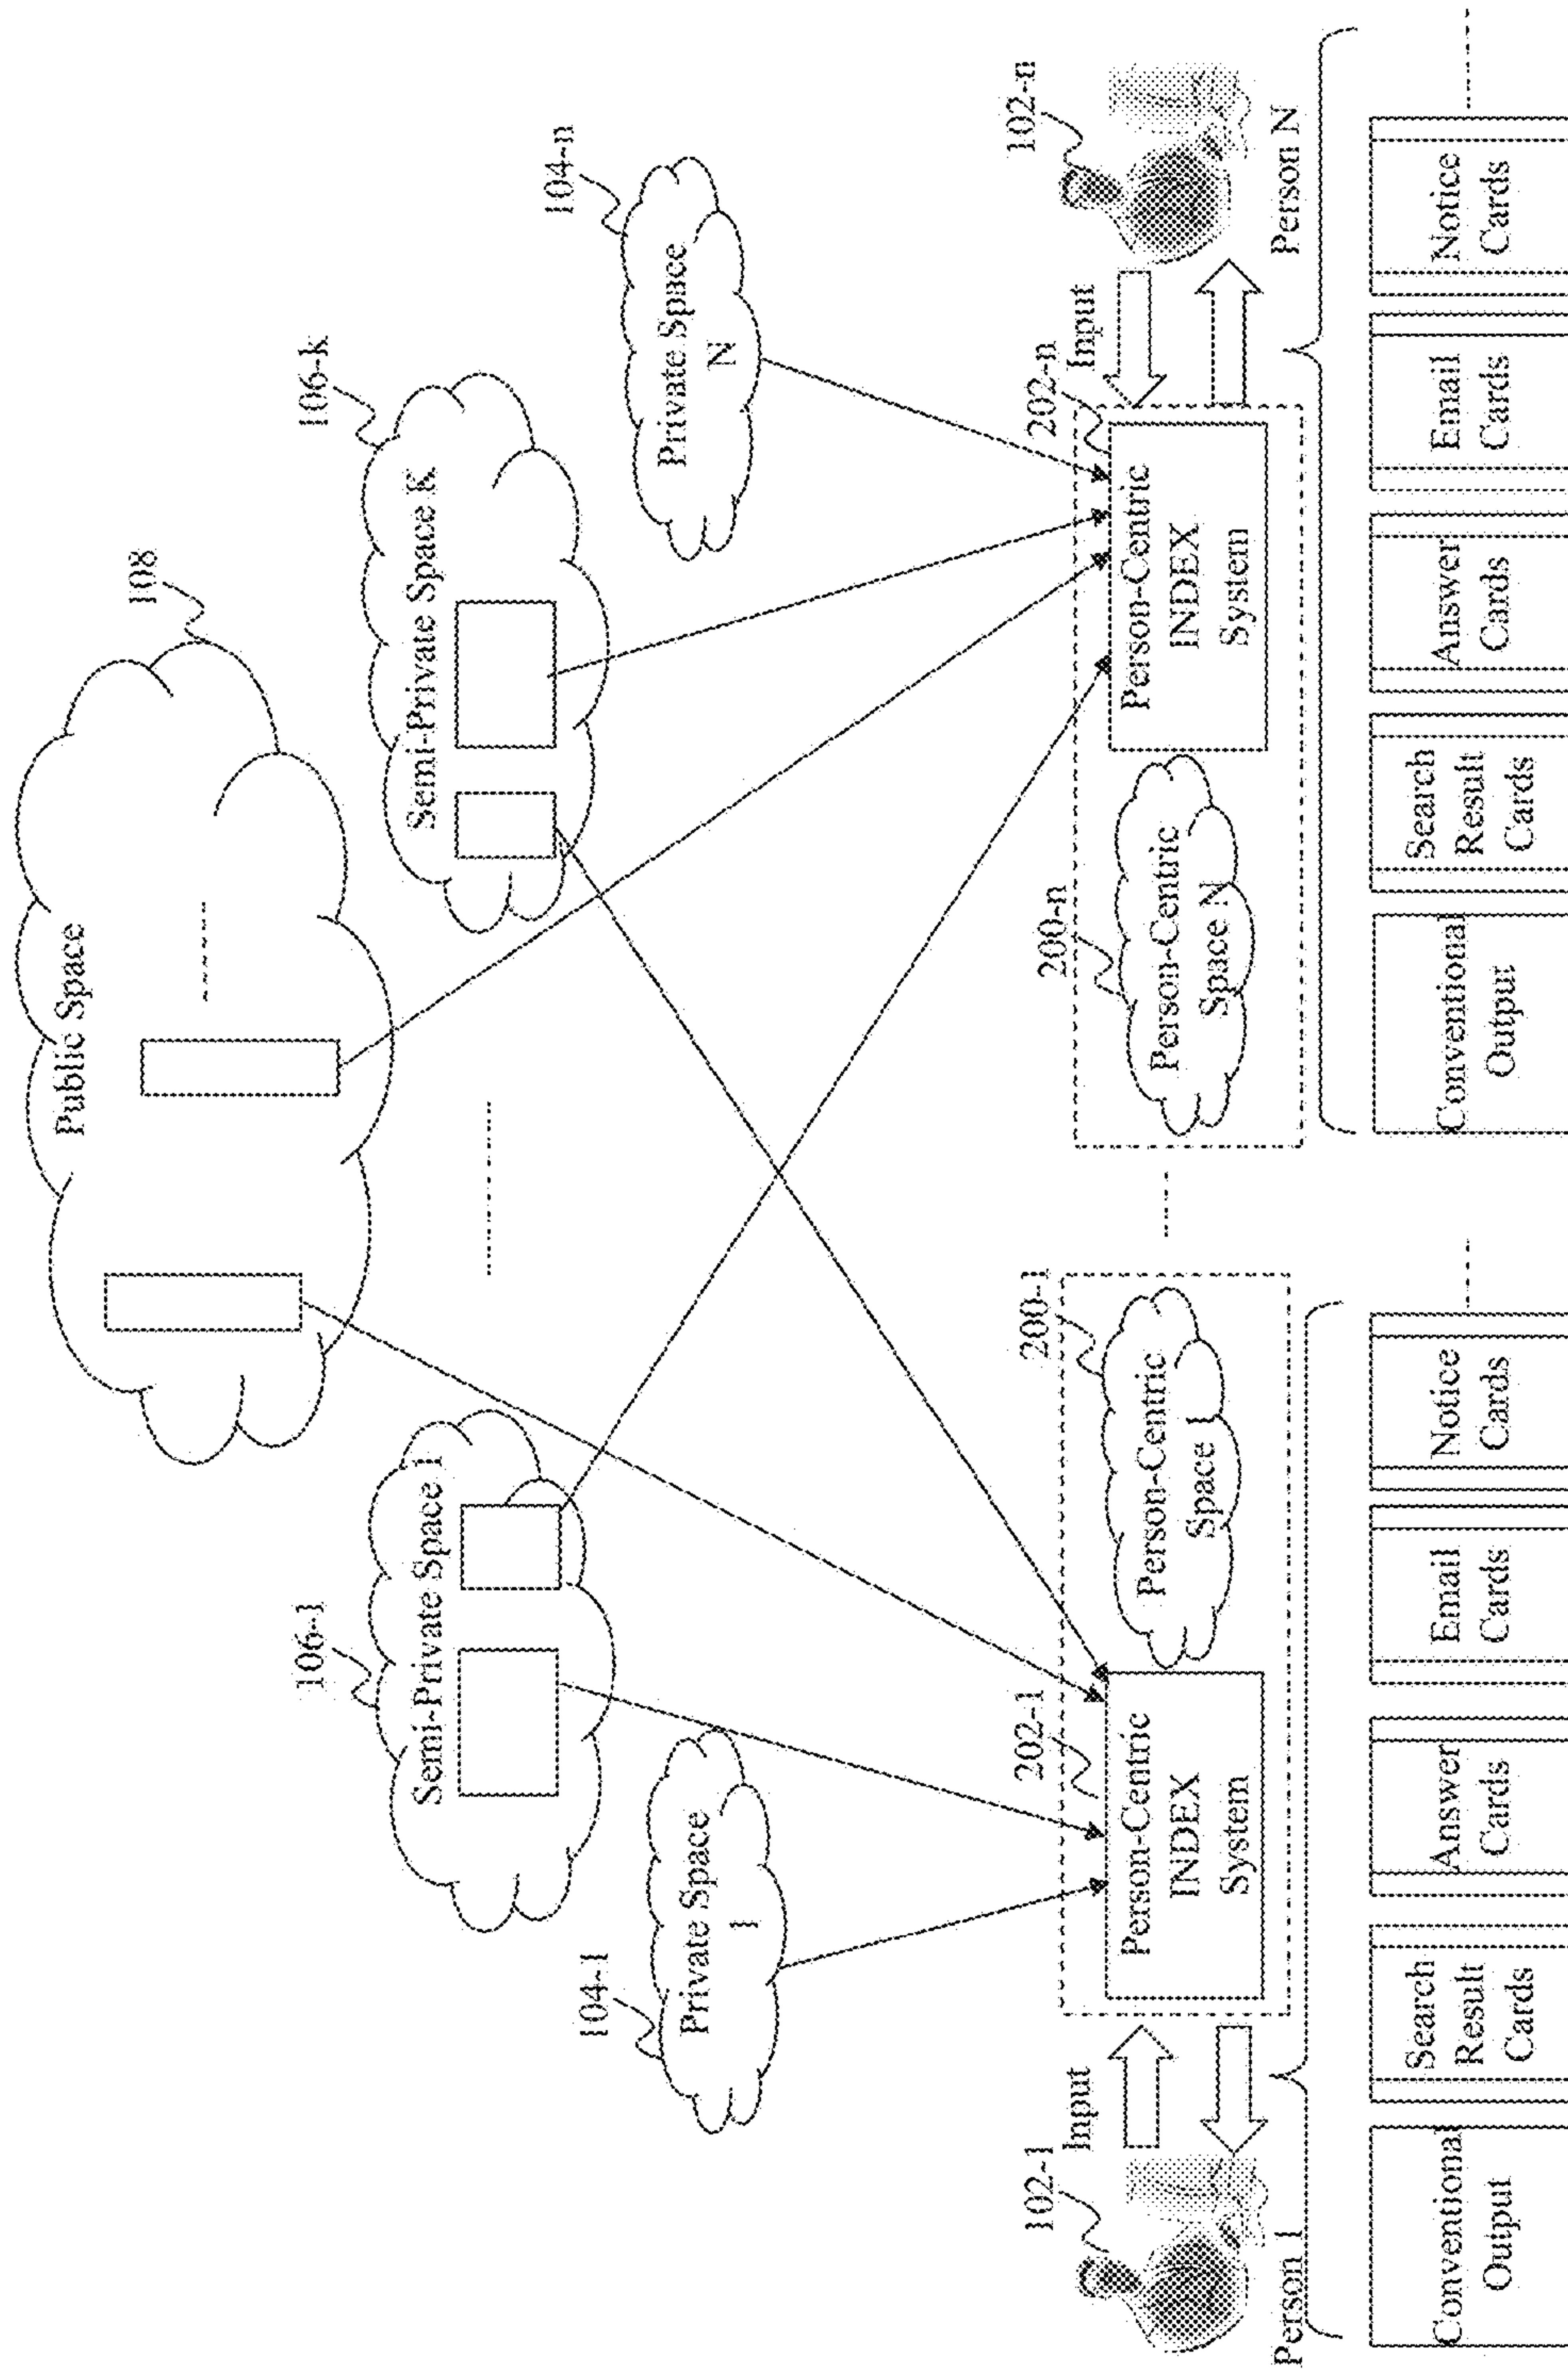 108
Public Space
106-1
Semi-Private Space 1
106-k
Semi-Private Space K
104-1
Private Space
1
104-n
Private Space
N
102-1
Input
Person 1
202-1
Person-Centric
INDEX
System
200-1
Person-Centric
Space 1
200-n
Person-Centric
Space N
202-n
Person-Centric
INDEX
System
Input
102-n
Person N
Conventional
Output
Search
Result
Cards
Answer
Cards
Email
Cards
Notice
Cards
Conventional
Output
Search
Result
Cards
Answer
Cards
Email
Cards
Notice
Cards